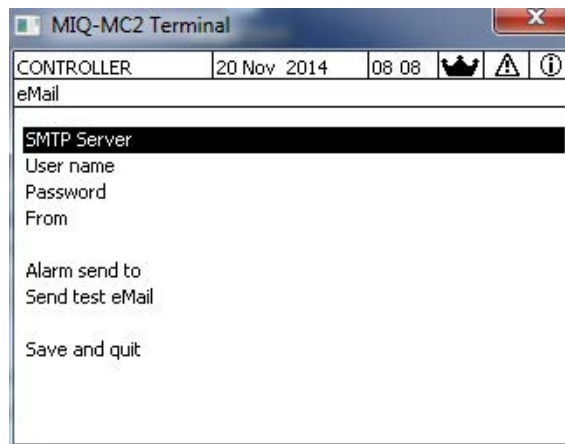 MIQ-MC2 Terminal
CONTROLLER 20 Nov 2014 08 08
eMail
SMTP Server
User name
Password
From
Alarm send to
Send test eMail
Save and quit